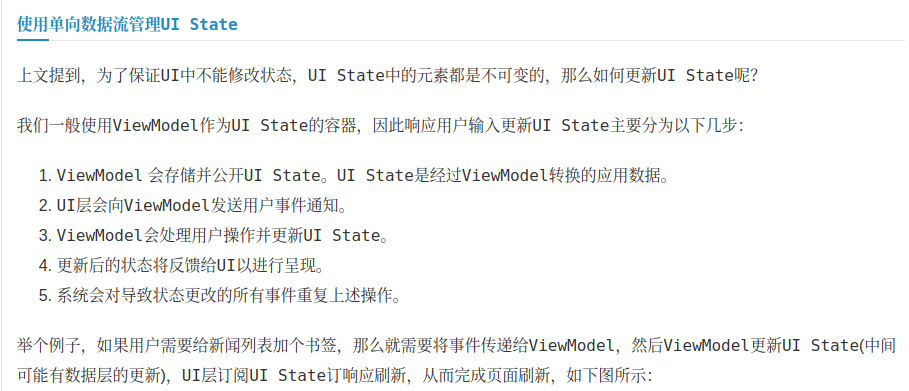 使用单向数据流管理UI State
上文提到，为了保证UI中不能修改状态，UI State中的元素都是不可变的，那么如何更新UI State呢？
我们一般使用ViewModel作为UI State的容器，因此响应用户输入更新UI State主要分为以下几步：
1. ViewModel 会存储并公开UI State。UI State是经过ViewModel转换的应用数据。
2. UI层会向ViewModel发送用户事件通知。
3. ViewModel会处理用户操作并更新UI State。
4. 更新后的状态将反馈给UI以进行呈现。
5. 系统会对导致状态更改的所有事件重复上述操作。
举个例子，如果用户需要给新闻列表加个书签，那么就需要将事件传递给ViewModel，然后ViewModel更新UI State(中间
可能有数据层的更新)，UI层订阅UI State订响应刷新，从而完成页面刷新，如下图所示：